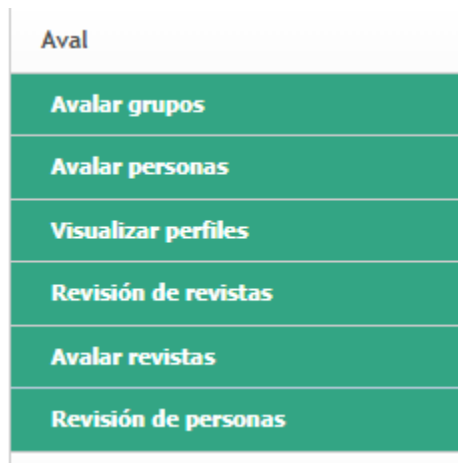 Aval
Avalar grupos
Avalar personas
Visualizar perfiles
Revisión de revistas
Avalar revistas
Revisión de personas